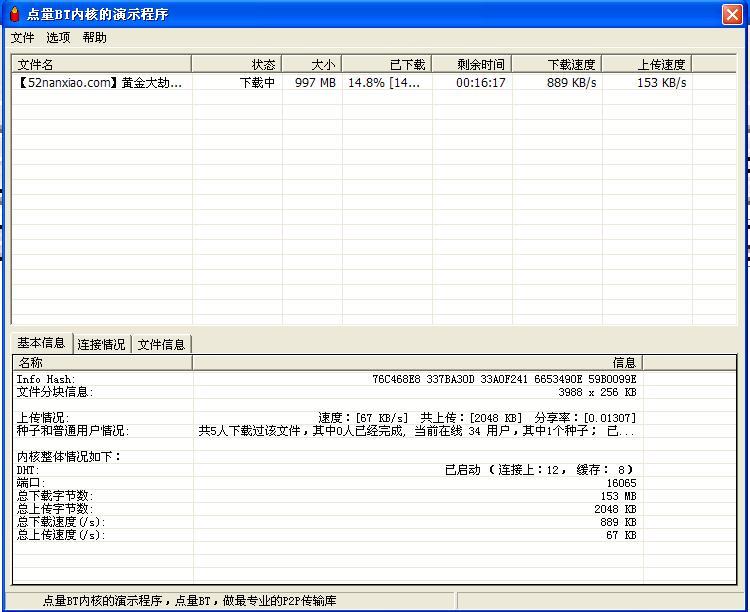 点量BT内核的演示程序
文件 选项 帮助
文件名 状态 大小 已下载 剩余时间 下载速度 上传速度
【52nanxiao.com】黄金大劫... 下载中 997 MB 14.8% [14... 00:16:17 889 KB/s 153 KB/s
基本信息 连接情况 文件信息
名称 信息
Info Hash: 76C468E8 337BA30D 33A0F241 6653490E 59B0099E
文件分块信息: 3988 x 256 KB
上传情况: 速度：[67 KB/s] 共上传：[2048 KB] 分享率：[0.01307]
种子和普通用户情况: 共5人下载过该文件，其中0人已经完成, 当前在线 34 用户，其中1个种子； 已...
内核整体情况如下：
DHT: 已启动 （ 连接上：12， 缓存： 8 ）
端口: 16065
总下载字节数: 153 MB
总上传字节数: 2048 KB
总下载速度(/s): 889 KB
总上传速度(/s): 67 KB
点量BT内核的演示程序，点量BT，做最专业的P2P传输库